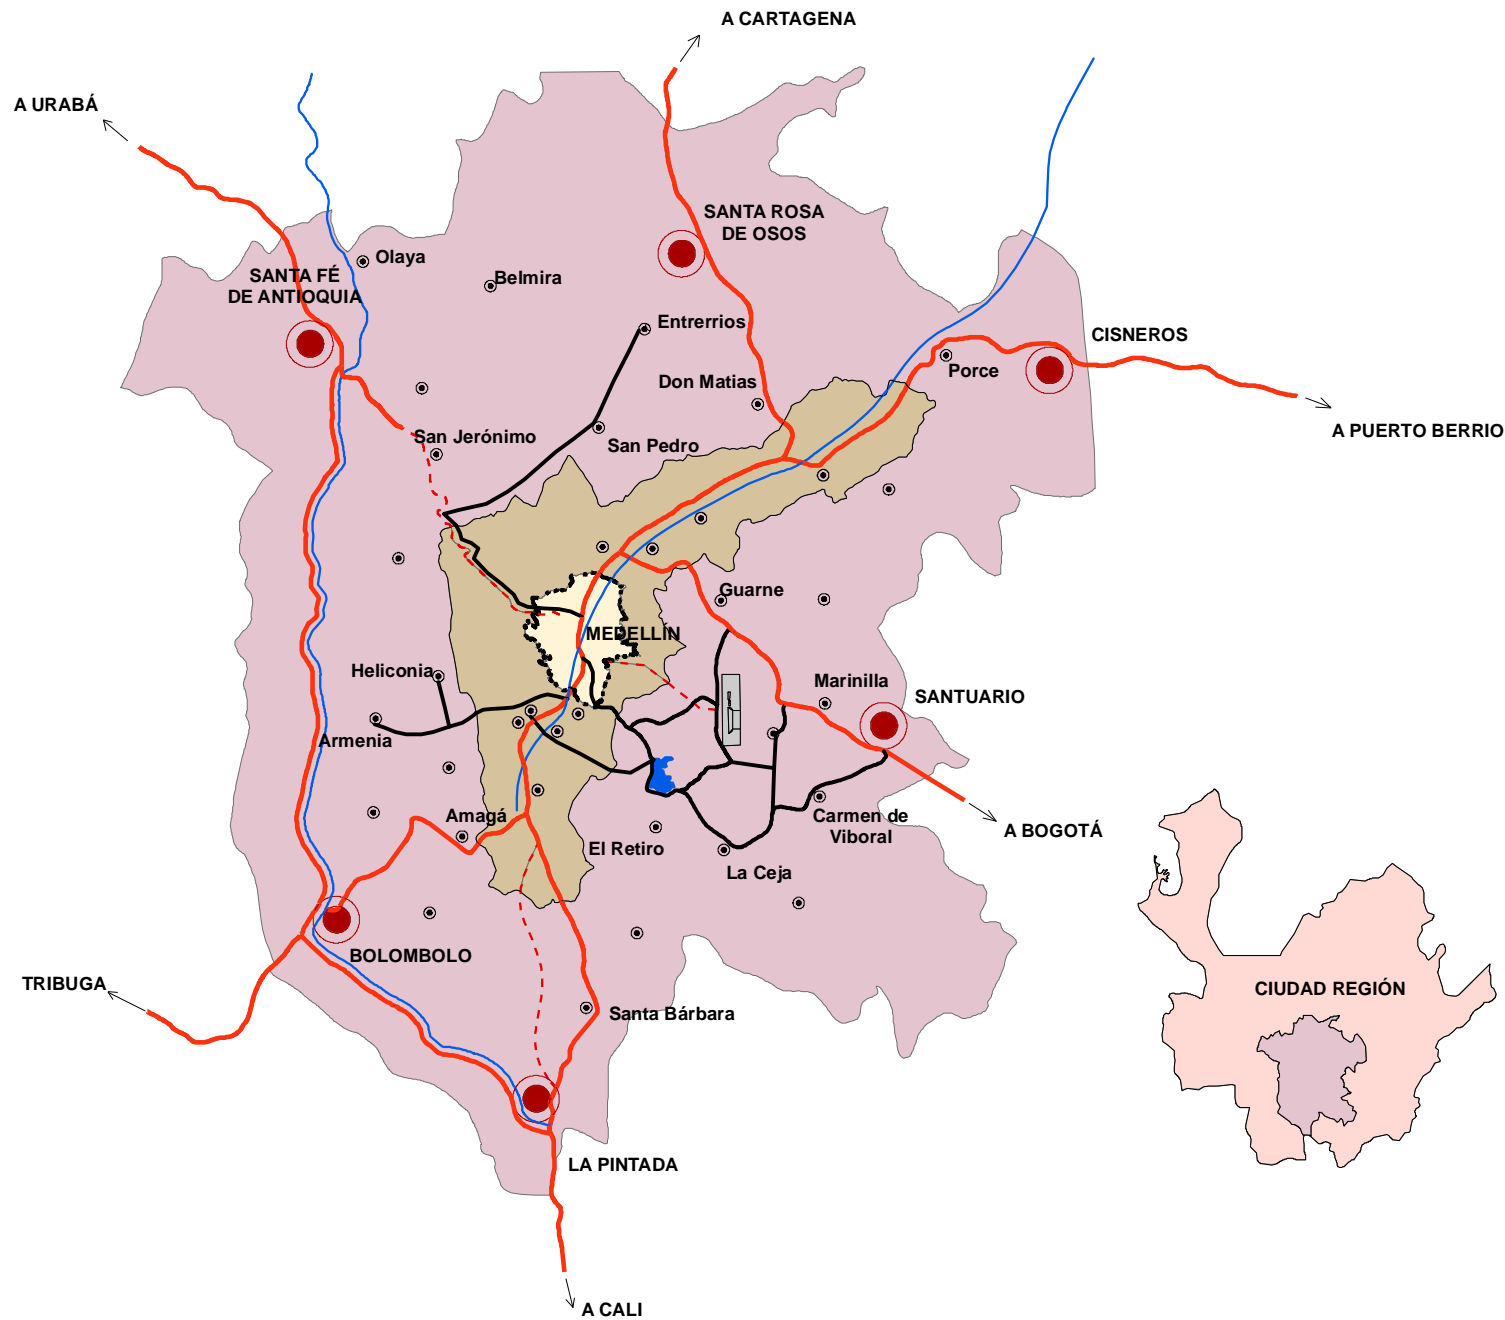 A CARTAGENA
A URABÁ
SANTA ROSA
DE OSOS
Olaya
SANTA FÉ
DE ANTIOQUIA
Belmira
Entrerrios
CISNEROS
Porce
Don Matias
A PUERTO BERRIO
San Jerónimo
San Pedro
Guarne
MEDELLÍN
Heliconia
Marinilla
SANTUARIO
Armenia
Amagá
Carmen de
Viboral
A BOGOTÁ
El Retiro
La Ceja
BOLOMBOLO
TRIBUGA
CIUDAD REGIÓN
Santa Bárbara
LA PINTADA
A CALI